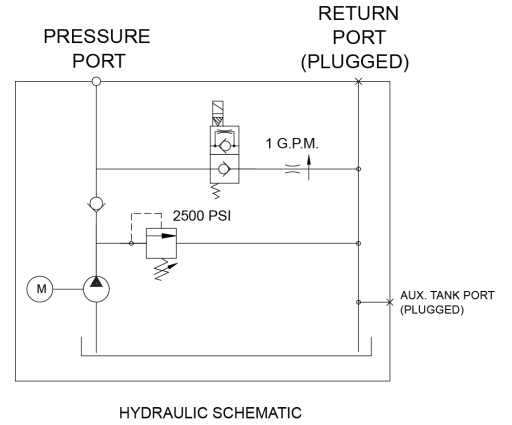 PRESSURE
PORT
RETURN
PORT
(PLUGGED)
1 G.P.M.
2500 PSI
M
AUX. TANK PORT
(PLUGGED)
HYDRAULIC SCHEMATIC